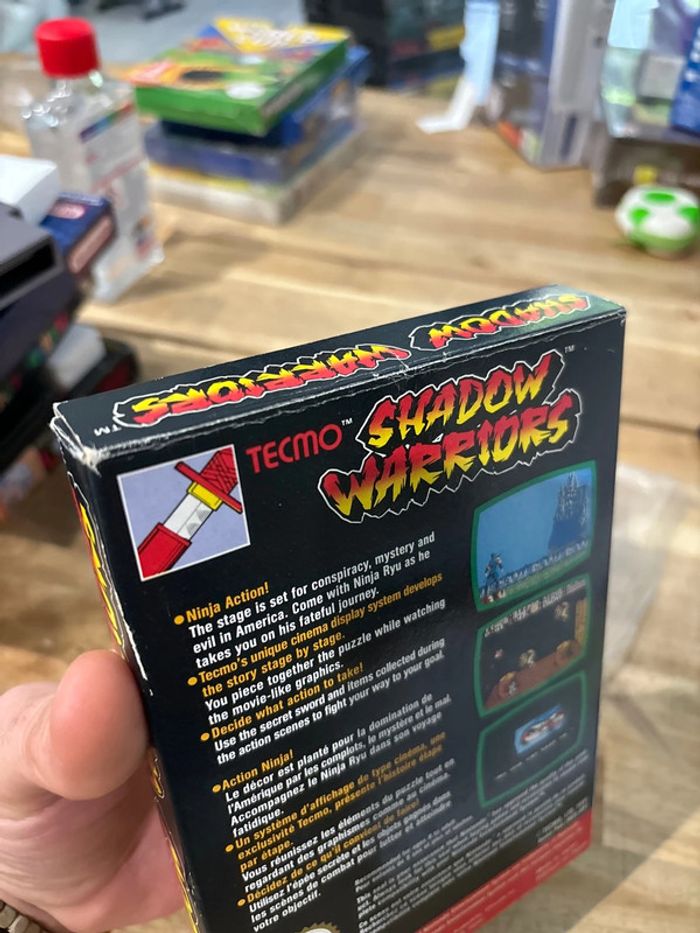 SHADOW WARRIORS ™
TECMO™ SHADOW WARRIORS™
• Ninja Action!
The stage is set for conspiracy, mystery and
evil in America. Come with Ninja Ryu as he
takes you on his fateful journey.
• Tecmo's unique cinema display system develops
the story stage by stage.
You piece together the puzzle while watching
the movie-like graphics.
• Decide what action to take!
Use the secret sword and items collected during
the action scenes to fight your way to your goal.
• Action Ninja!
Le décor est planté pour la domination de
l'Amérique par les complots, le mystère et le mal.
Accompagnez le Ninja Ryu dans son voyage
fatidique.
• Un système d'affichage de type cinéma, une
exclusivité Tecmo, présente l'histoire étape
par étape.
Vous réunissez les éléments du puzzle tout en
regardant des graphismes comme au cinéma.
• Décidez de ce qu'il convient de faire!
Utilisez l'épée secrète et les objets gagnés dans
les scènes de combat pour lutter et atteindre
votre objectif.